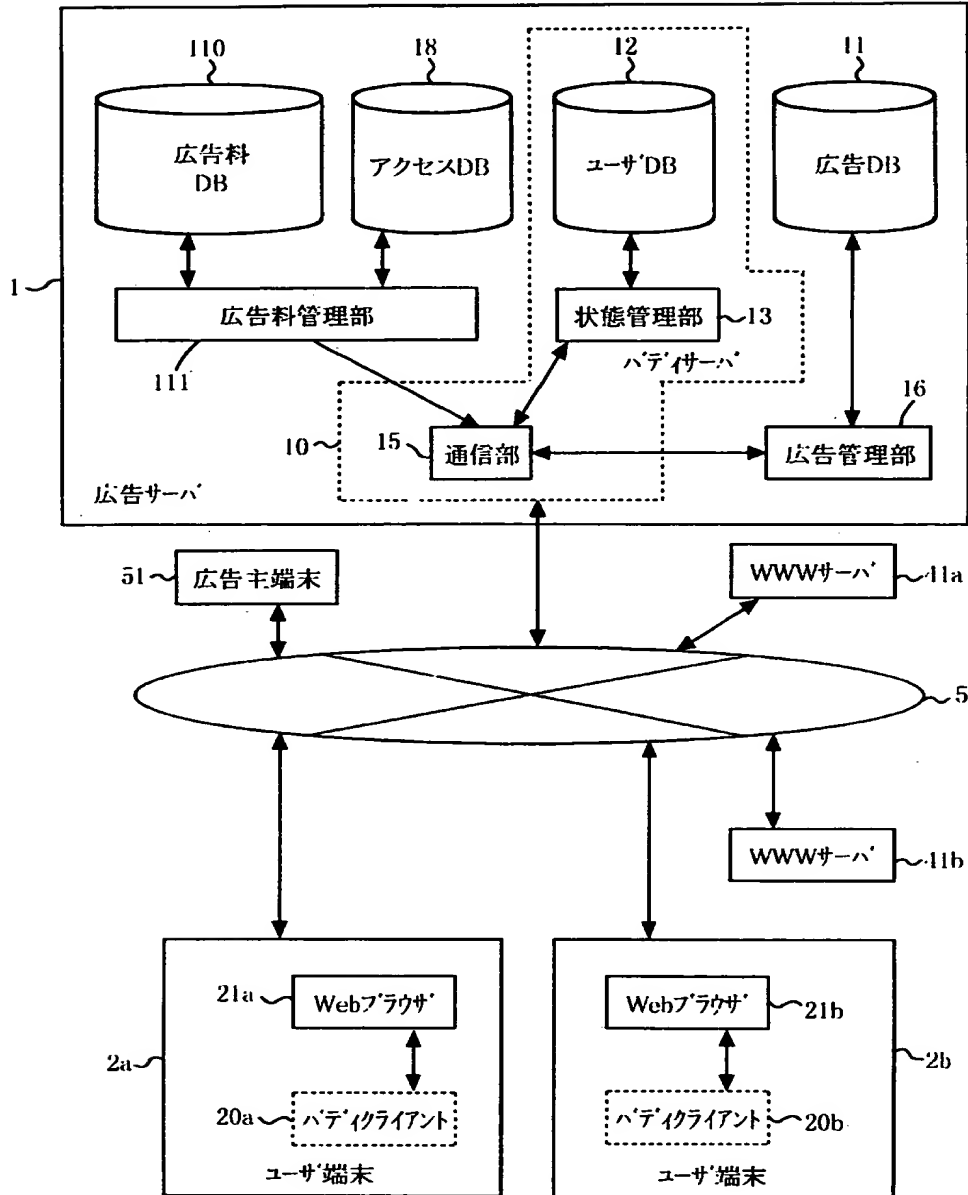 110
18
12
11
広告料
DB
アクセスDB
ユーザDB
広告DB
1
広告料管理部
状態管理部
13
バディサーバ
111
16
10
15
通信部
広告管理部
広告サーバ
51
広告主端末
WWWサーバ
41a
5
WWWサーバ
41b
21a
Webブラウザ
Webブラウザ
21b
2a
2b
20a
バディクライアント
バディクライアント
20b
ユーザ端末
ユーザ端末